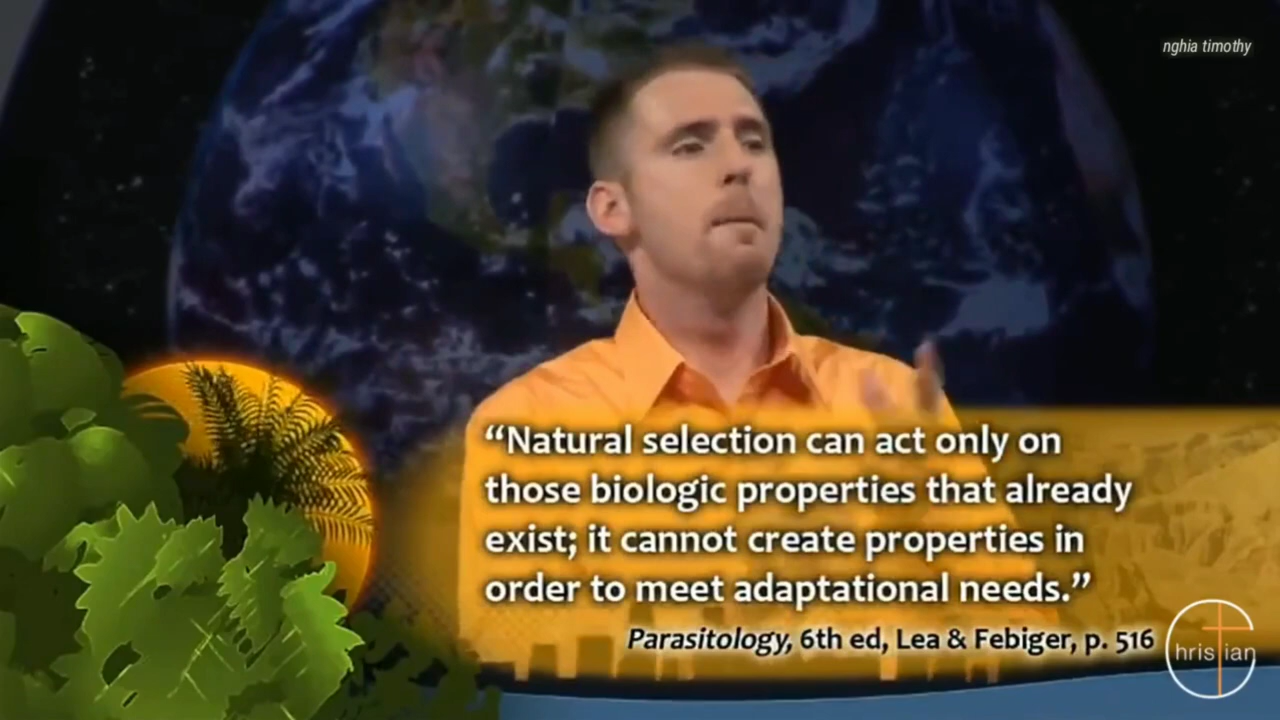 nghia timothy
“Natural selection can act only on
those biologic properties that already
exist; it cannot create properties in
order to meet adaptational needs.”
Parasitology, 6th ed, Lea & Febiger, p. 516
Christian